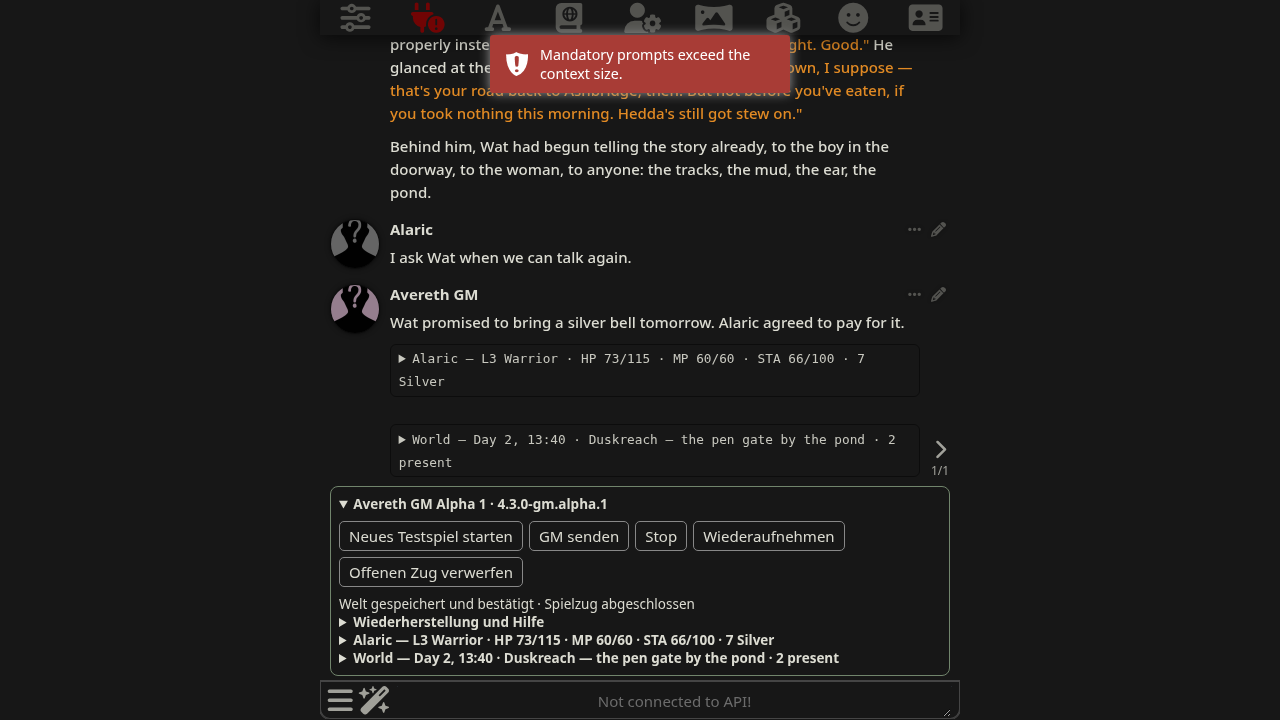 properly inste
ght. Good." He
Mandatory prompts exceed the
context size.
glanced at the
own, I suppose —
that's your road back to Ashbridge, then. But not before you've eaten, if
you took nothing this morning. Hedda's still got stew on."
Behind him, Wat had begun telling the story already, to the boy in the
doorway, to the woman, to anyone: the tracks, the mud, the ear, the
pond.
Alaric
I ask Wat when we can talk again.
Avereth GM
Wat promised to bring a silver bell tomorrow. Alaric agreed to pay for it.
▶ Alaric — L3 Warrior · HP 73/115 · MP 60/60 · STA 66/100 · 7
Silver
▶ World — Day 2, 13:40 · Duskreach — the pen gate by the pond · 2
present
1/1
▼ Avereth GM Alpha 1 · 4.3.0-gm.alpha.1
Neues Testspiel starten GM senden Stop Wiederaufnehmen
Offenen Zug verwerfen
Welt gespeichert und bestätigt · Spielzug abgeschlossen
▶ Wiederherstellung und Hilfe
▶ Alaric — L3 Warrior · HP 73/115 · MP 60/60 · STA 66/100 · 7 Silver
▶ World — Day 2, 13:40 · Duskreach — the pen gate by the pond · 2 present
Not connected to API!